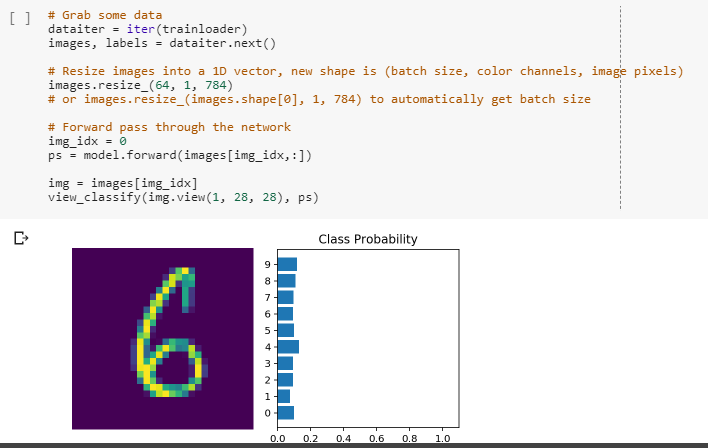 [ ]
# Grab some data
dataiter = iter(trainloader)
images, labels = dataiter.next()
# Resize images into a 1D vector, new shape is (batch size, color channels, image pixels)
images.resize_(64, 1, 784)
# or images.resize_(images.shape[0], 1, 784) to automatically get batch size
# Forward pass through the network
img_idx = 0
ps = model.forward(images[img_idx,:])
img = images[img_idx]
view_classify(img.view(1, 28, 28), ps)
Class Probability
6
9
8
7
6
5
4
3
2
1
0
0.0 0.2 0.4 0.6 0.8 1.0